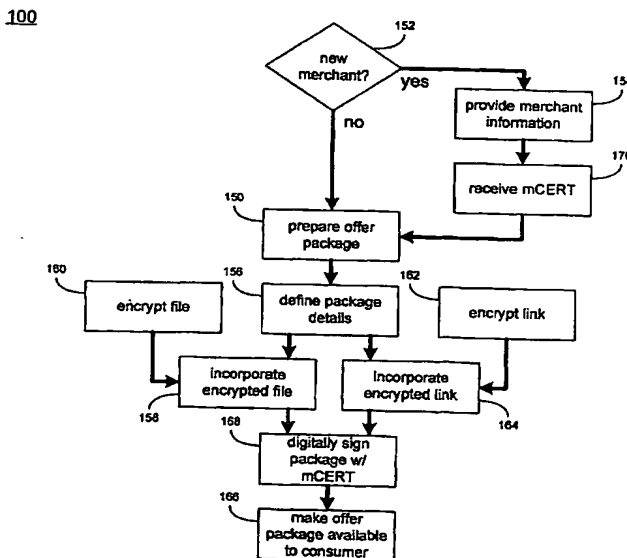 100
152
new
merchant?
yes
no
15
provide merchant
information
170
receive mCERT
150
prepare offer
package
160
encrypt file
156
define package
details
162
encrypt link
incorporate
encrypted file
158
incorporate
encrypted link
164
168
digitally sign
package w/
mCERT
166
make offer
package available
to consumer